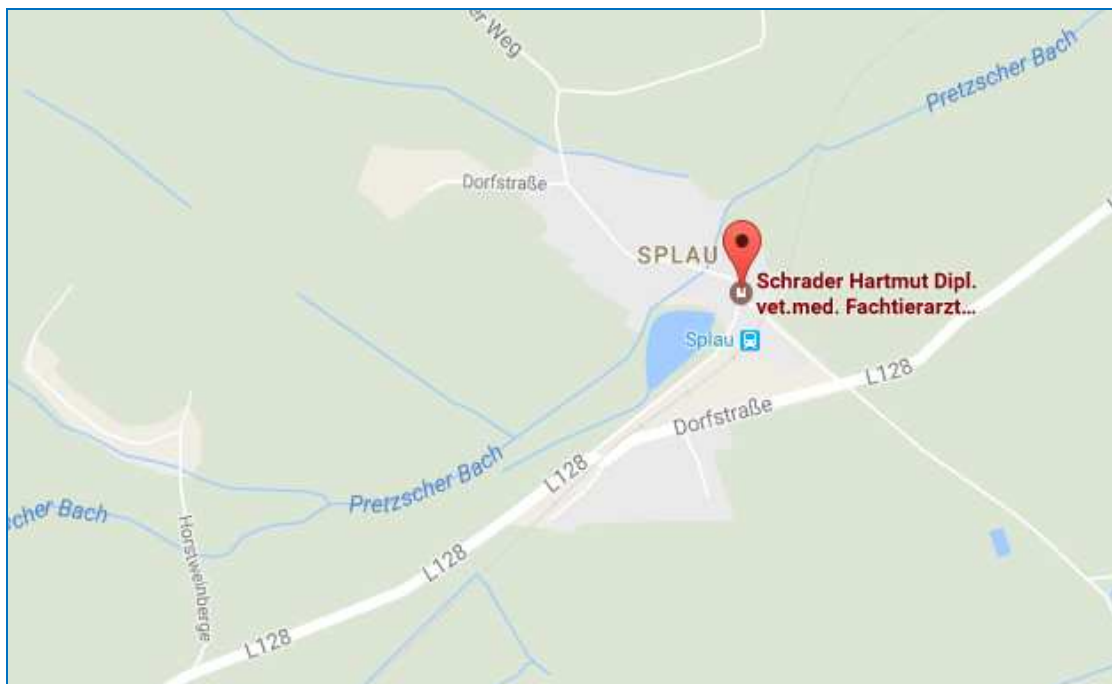 er Weg
Pretzscher Bach
Dorfstraße
SPLAU
Schrader Hartmut Dipl.
vet.med. Fachtierarzt...
Splau
L128
Dorfstraße
L128
Pretzscher Bach
cher Bach
Horstweinberge
L128
L128